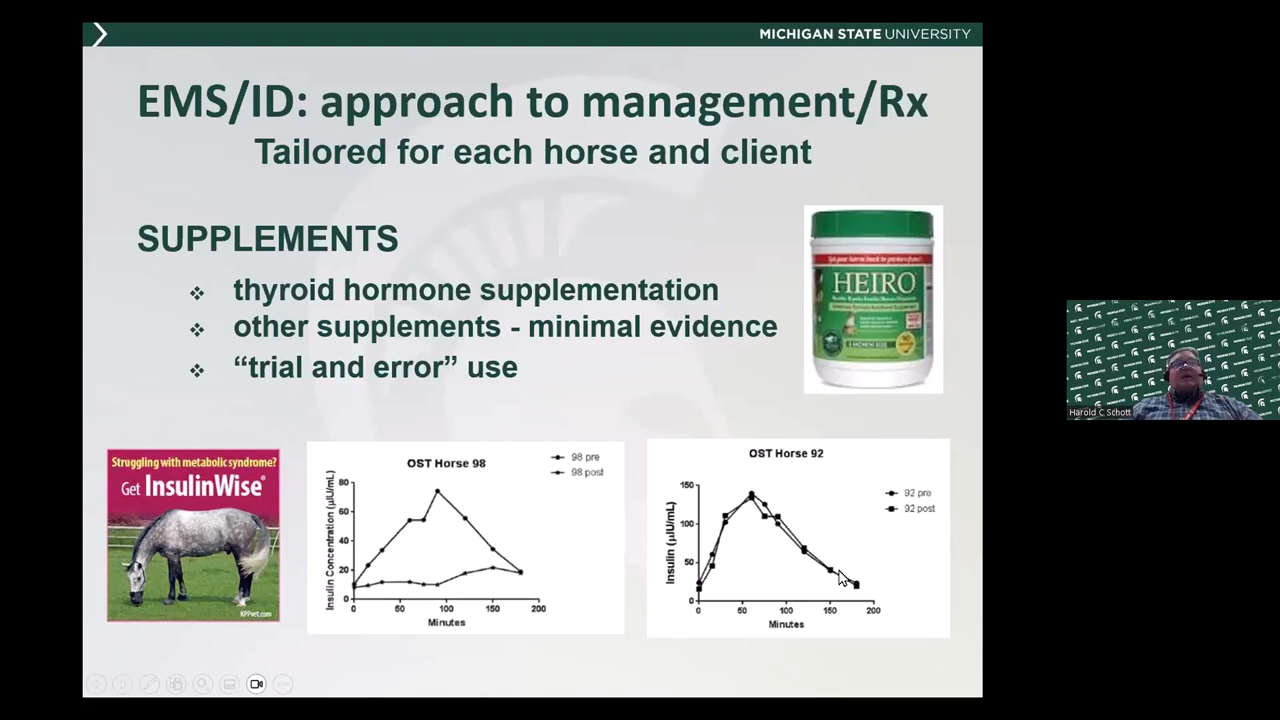 MICHIGAN STATE UNIVERSITY
EMS/ID: approach to management/Rx
Tailored for each horse and client
SUPPLEMENTS
❖ thyroid hormone supplementation
❖ other supplements - minimal evidence
❖ “trial and error” use
HEIRO
Harold C Schott
Struggling with metabolic syndrome?
Get InsulinWise®
KPPvet.com
OST Horse 98
98 pre
98 post
Insulin Concentration (µIU/mL)
80
60
40
20
0
0 50 100 150 200
Minutes
OST Horse 92
92 pre
92 post
Insulin (µIU/mL)
150
100
50
0
0 50 100 150 200
Minutes